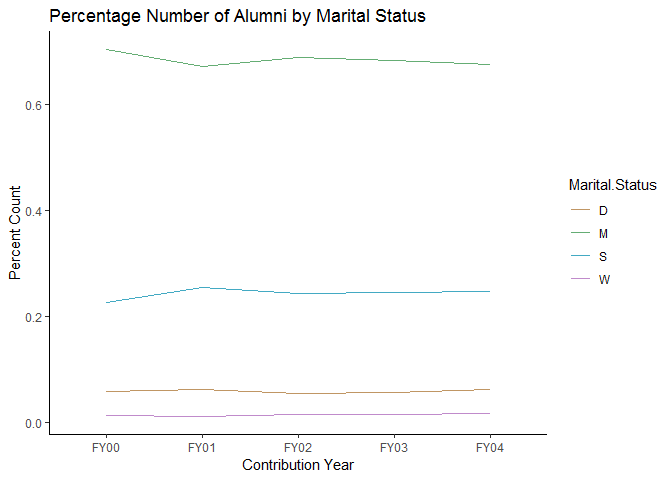 Percentage Number of Alumni by Marital Status
Percent Count
0.6
0.4
0.2
0.0
FY00 FY01 FY02 FY03 FY04
Contribution Year
Marital.Status
D
M
S
W